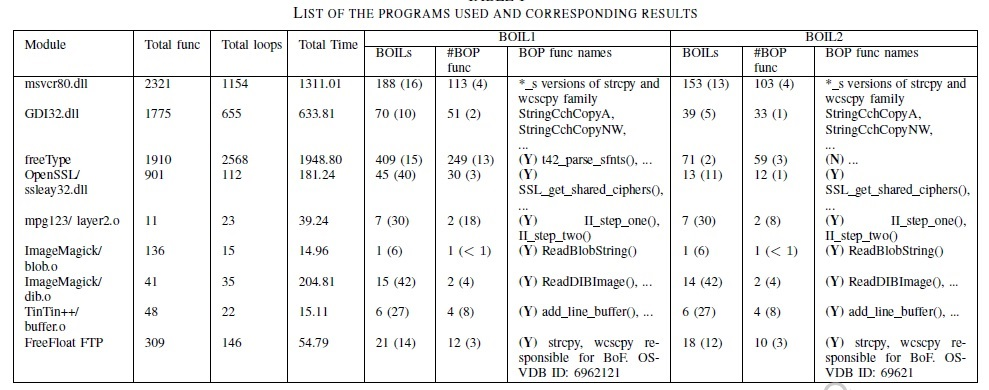 LIST OF THE PROGRAMS USED AND CORRESPONDING RESULTS
Module Total func Total loops Total Time BOIL1 BOIL2
BOILs #BOP func BOP func names BOILs #BOP func BOP func names
msvcr80.dll 2321 1154 1311.01 188 (16) 113 (4) *_s versions of strcpy and 153 (13) 103 (4) *_s versions of strcpy and
wcscpy family wcscpy family
GDI32.dll 1775 655 633.81 70 (10) 51 (2) StringCchCopyA, 39 (5) 33 (1) StringCchCopyA,
StringCchCopyNW, StringCchCopyNW,
... ...
freeType 1910 2568 1948.80 409 (15) 249 (13) (Y) t42_parse_sfnts(), ... 71 (2) 59 (3) (N) ...
OpenSSL/ 901 112 181.24 45 (40) 30 (3) (Y) 13 (11) 12 (1) (Y)
ssleay32.dll SSL_get_shared_ciphers(), SSL_get_shared_ciphers(),
... ...
mpg123/ layer2.o 11 23 39.24 7 (30) 2 (18) (Y) II_step_one(), 7 (30) 2 (8) (Y) II_step_one(),
II_step_two() II_step_two()
ImageMagick/ 136 15 14.96 1 (6) 1 (< 1) (Y) ReadBlobString() 1 (6) 1 (< 1) (Y) ReadBlobString()
blob.o
ImageMagick/ 41 35 204.81 15 (42) 2 (4) (Y) ReadDIBImage(), ... 14 (42) 2 (4) (Y) ReadDIBImage(), ...
dib.o
TinTin++/ 48 22 15.11 6 (27) 4 (8) (Y) add_line_buffer(), ... 6 (27) 4 (8) (Y) add_line_buffer(), ...
buffer.o
FreeFloat FTP 309 146 54.79 21 (14) 12 (3) (Y) strcpy, wcscpy re- 18 (12) 10 (3) (Y) strcpy, wcscpy re-
sponsible for BoF. OS- sponsible for BoF. OS-
VDB ID: 6962121 VDB ID: 69621